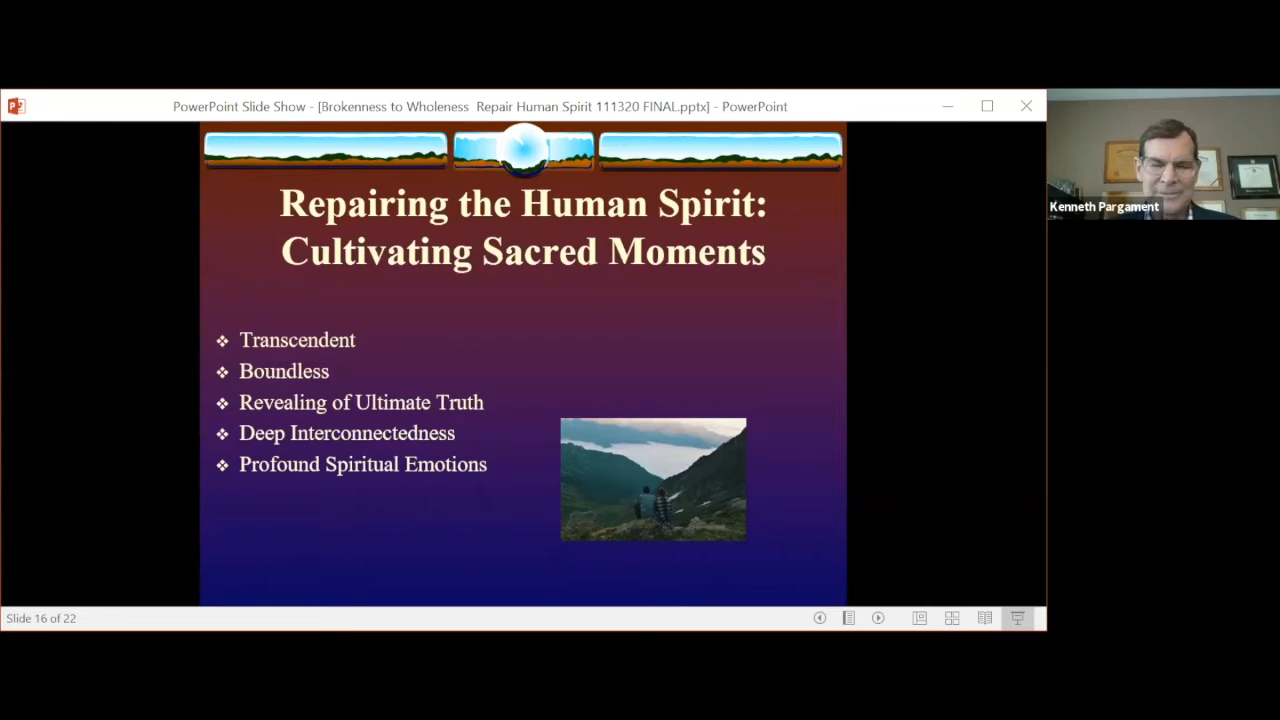 PowerPoint Slide Show - [Brokenness to Wholeness  Repair Human Spirit 111320 FINAL.pptx] - PowerPoint
Repairing the Human Spirit:
Cultivating Sacred Moments
Kenneth Pargament
❖ Transcendent
❖ Boundless
❖ Revealing of Ultimate Truth
❖ Deep Interconnectedness
❖ Profound Spiritual Emotions
Slide 16 of 22